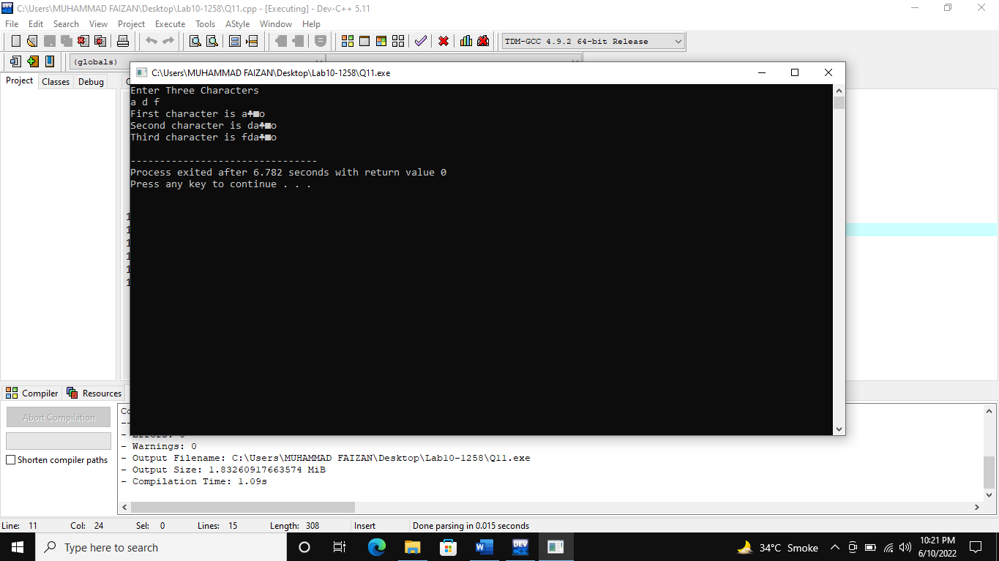 C:\Users\MUHAMMAD FAIZAN\Desktop\Lab10-1258\Q11.cpp - [Executing] - Dev-C++ 5.11
File Edit Search View Project Execute Tools AStyle Window Help
TDM-GCC 4.9.2 64-bit Release
(globals)
Project Classes Debug
C:\Users\MUHAMMAD FAIZAN\Desktop\Lab10-1258\Q11.exe
Enter Three Characters
a d f
First character is a♣■o
Second character is da♣■o
Third character is fda♣■o
--------------------------------
Process exited after 6.782 seconds with return value 0
Press any key to continue . . .
Compiler Resources
Abort Compilation
Shorten compiler paths
- Errors: 0
- Warnings: 0
- Output Filename: C:\Users\MUHAMMAD FAIZAN\Desktop\Lab10-1258\Q11.exe
- Output Size: 1.83260917663574 MiB
- Compilation Time: 1.09s
Line: 11 Col: 24 Sel: 0 Lines: 15 Length: 308 Insert Done parsing in 0.015 seconds
Type here to search
DEV C++
34°C Smoke
10:21 PM
6/10/2022